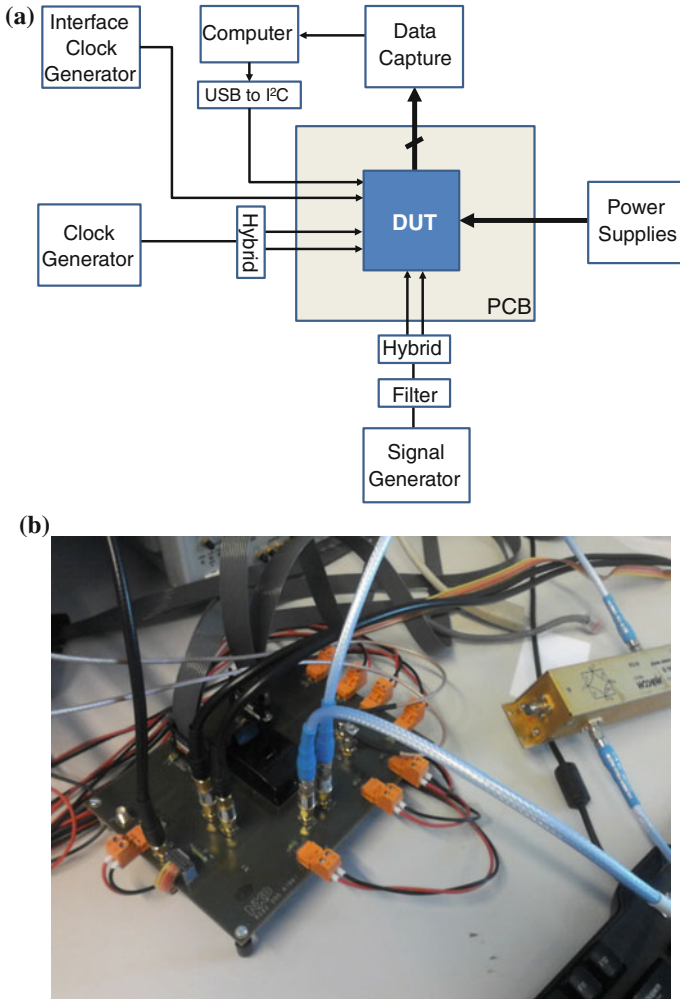 (a)
Interface
Clock
Generator
Computer
Data
Capture
USB to I²C
Clock
Generator
Hybrid
DUT
Power
Supplies
PCB
Hybrid
Filter
Signal
Generator
(b)